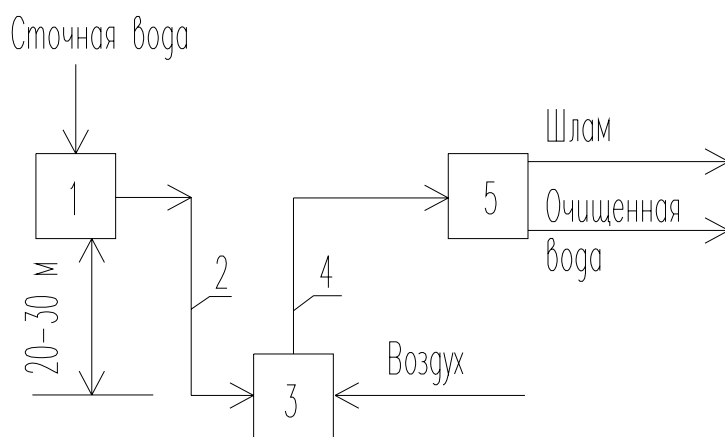 Сточная вода
1
2
3
4
5
20-30 м
Воздух
Шлам
Очищенная
вода